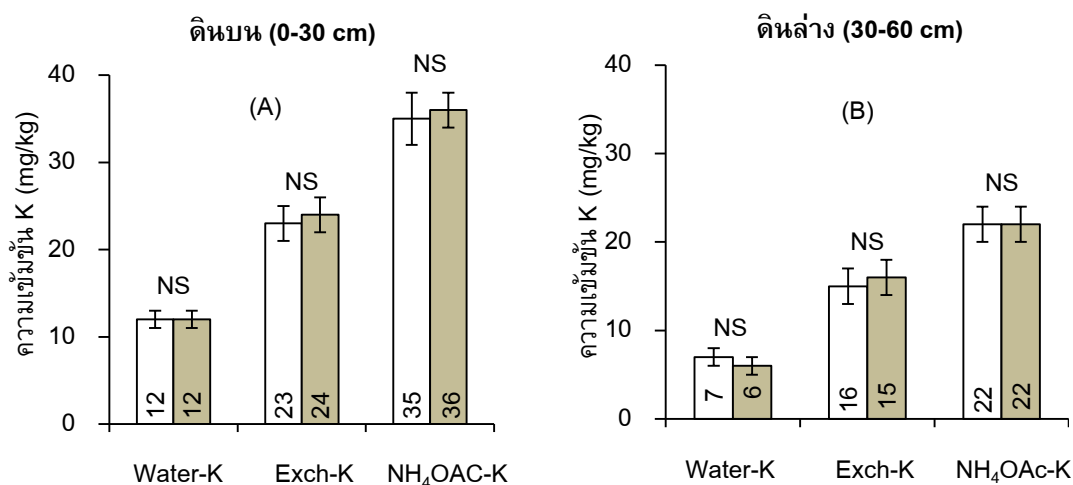 ดินบน (0-30 cm)
ความเข้มข้น K (mg/kg)
40
30
20
10
0
(A)
NS
NS
NS
12
12
23
24
35
36
Water-K
Exch-K
NH₄OAC-K
ดินล่าง (30-60 cm)
ความเข้มข้น K (mg/kg)
40
30
20
10
0
(B)
NS
NS
NS
7
6
16
15
22
22
Water-K
Exch-K
NH₄OAc-K